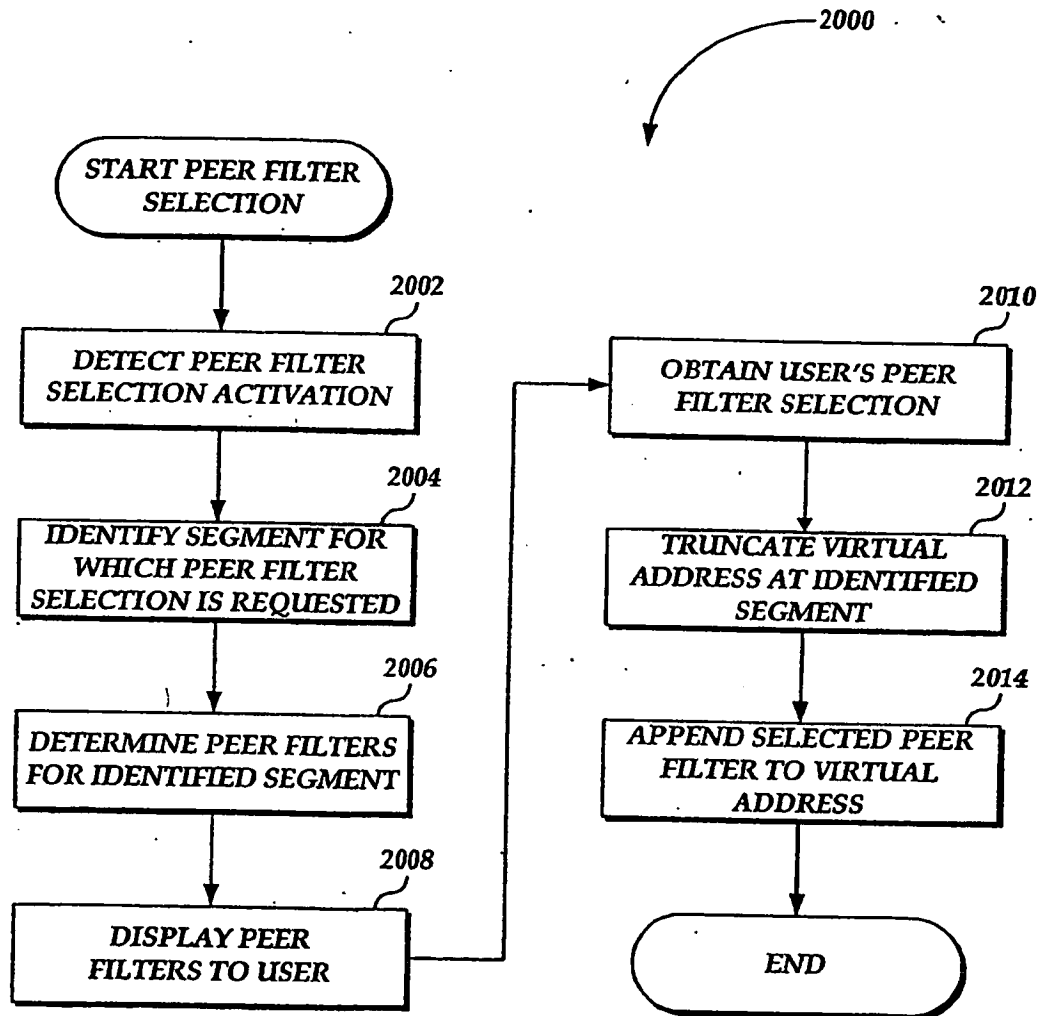 2000
START PEER FILTER
SELECTION
2002
DETECT PEER FILTER
SELECTION ACTIVATION
2004
IDENTIFY SEGMENT FOR
WHICH PEER FILTER
SELECTION IS REQUESTED
2006
DETERMINE PEER FILTERS
FOR IDENTIFIED SEGMENT
2008
DISPLAY PEER
FILTERS TO USER
2010
OBTAIN USER'S PEER
FILTER SELECTION
2012
TRUNCATE VIRTUAL
ADDRESS AT IDENTIFIED
SEGMENT
2014
APPEND SELECTED PEER
FILTER TO VIRTUAL
ADDRESS
END